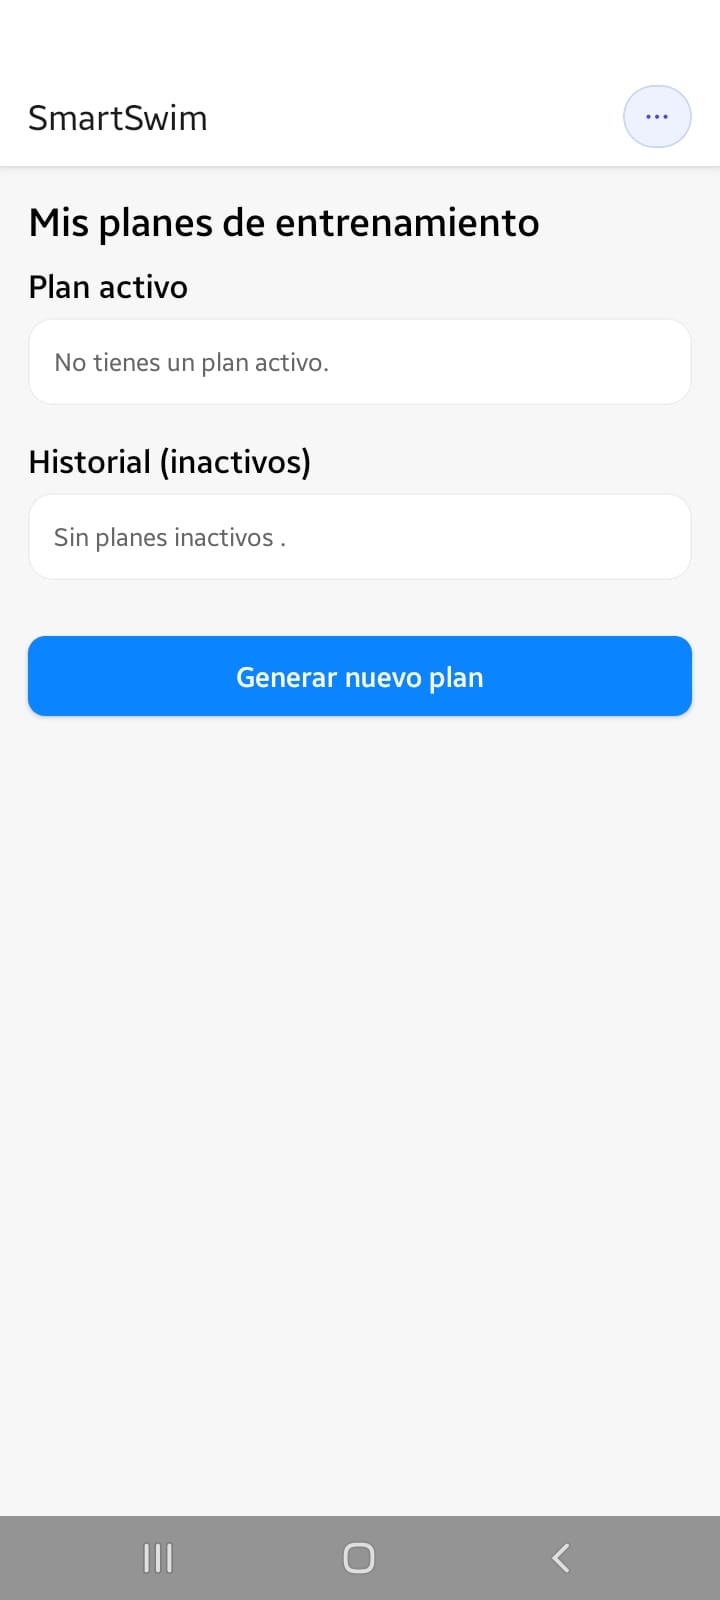 SmartSwim
...
Mis planes de entrenamiento
Plan activo
No tienes un plan activo.
Historial (inactivos)
Sin planes inactivos .
Generar nuevo plan